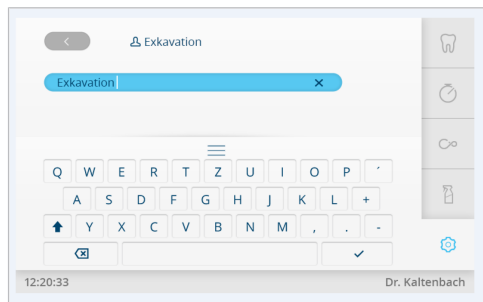 Exkavation
Exkavation
Q W E R T Z U I O P ´
A S D F G H J K L +
Y X C V B N M , . -
12:20:33 Dr. Kaltenbach